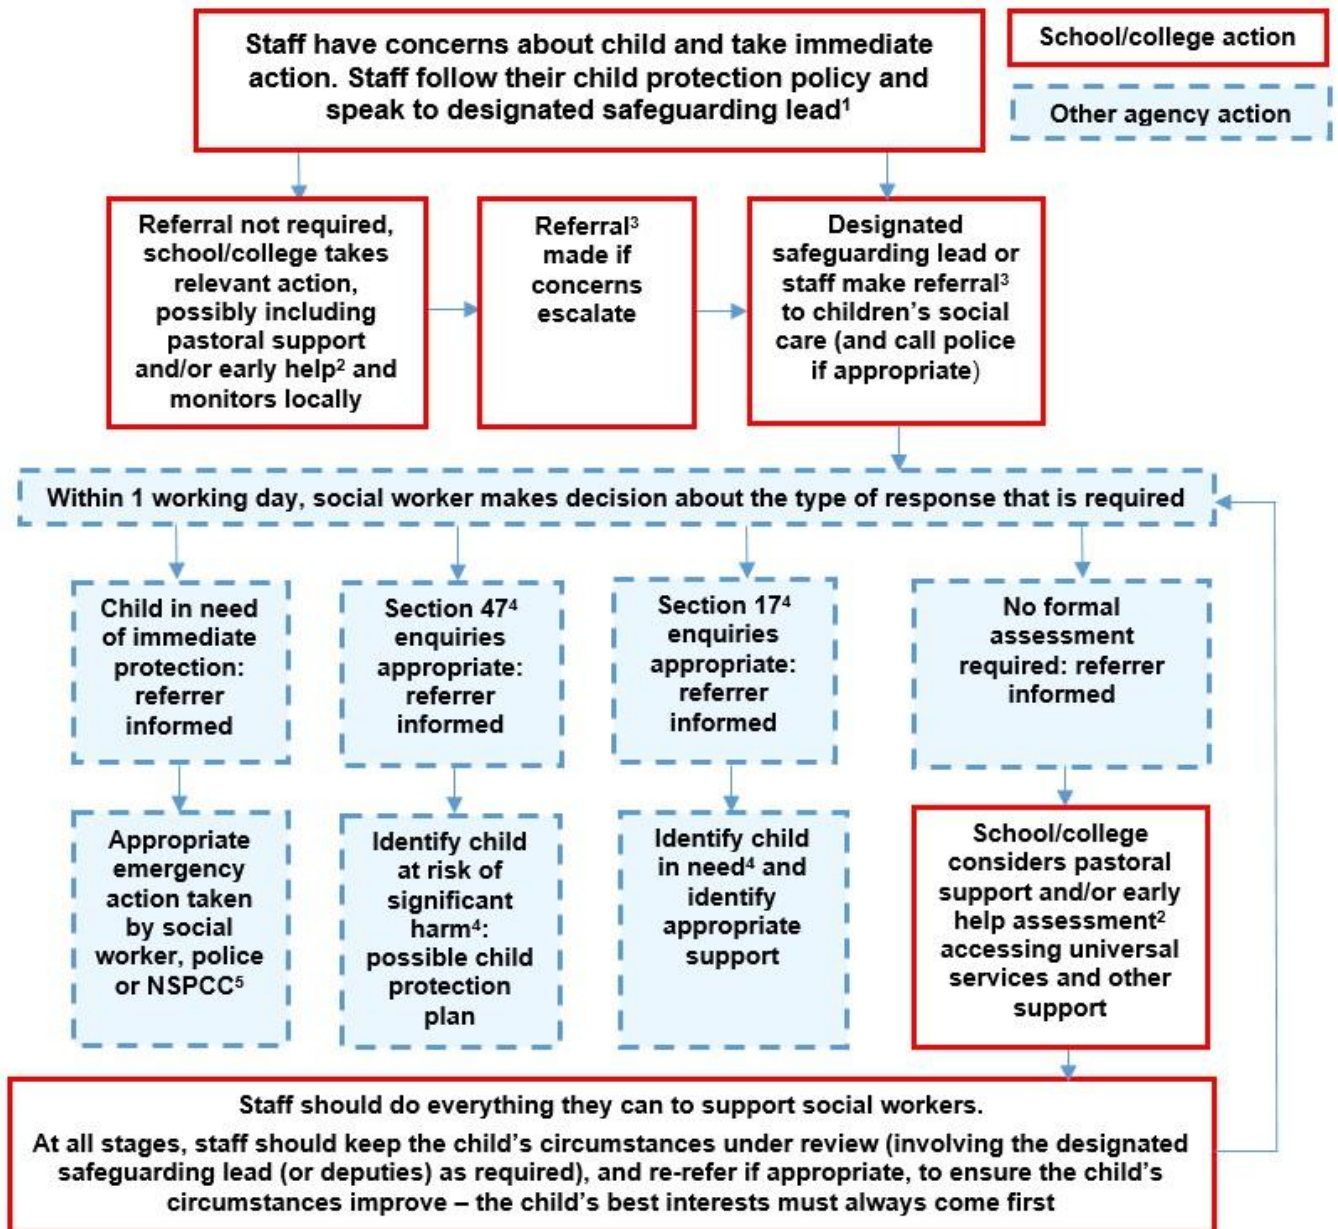 Staff have concerns about child and take immediate
action. Staff follow their child protection policy and
speak to designated safeguarding lead¹
School/college action
Other agency action
Referral not required,
school/college takes
relevant action,
possibly including
pastoral support
and/or early help² and
monitors locally
Referral³
made if
concerns
escalate
Designated
safeguarding lead or
staff make referral³
to children’s social
care (and call police
if appropriate)
Within 1 working day, social worker makes decision about the type of response that is required
Child in need
of immediate
protection:
referrer
informed
Section 47⁴
enquiries
appropriate:
referrer
informed
Section 17⁴
enquiries
appropriate:
referrer
informed
No formal
assessment
required: referrer
informed
Appropriate
emergency
action taken
by social
worker, police
or NSPCC⁵
Identify child
at risk of
significant
harm⁴:
possible child
protection
plan
Identify child
in need⁴ and
identify
appropriate
support
School/college
considers pastoral
support and/or early
help assessment²
accessing universal
services and other
support
Staff should do everything they can to support social workers.
At all stages, staff should keep the child’s circumstances under review (involving the designated
safeguarding lead (or deputies) as required), and re-refer if appropriate, to ensure the child’s
circumstances improve – the child’s best interests must always come first